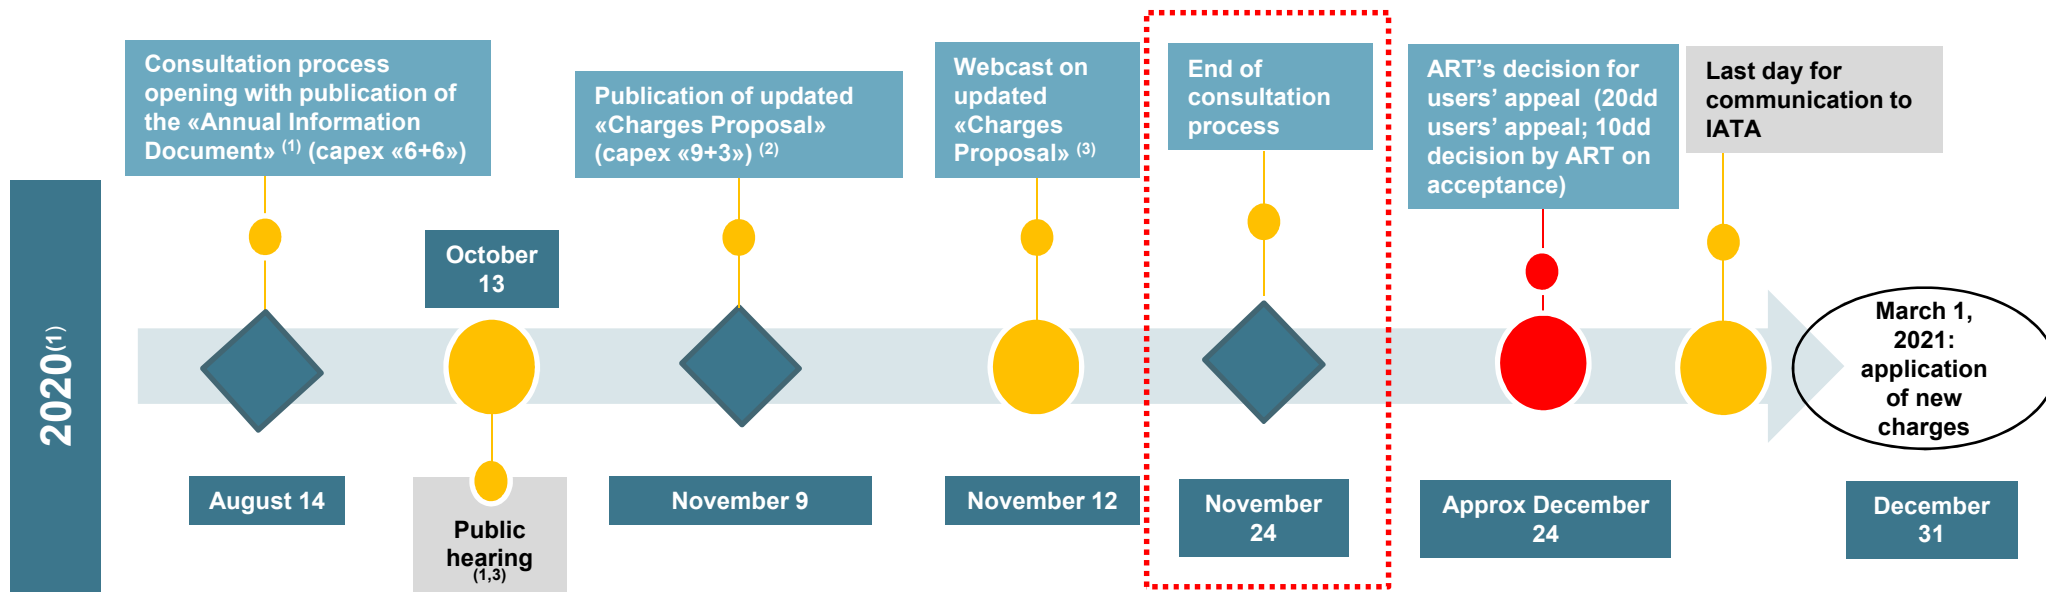 2020(1)
Consultation process
opening with publication of
the «Annual Information
Document» (1) (capex «6+6»)
August 14
October
13
Public
hearing
(1,3)
Publication of updated
«Charges Proposal»
(capex «9+3») (2)
November 9
Webcast on
updated
«Charges
Proposal» (3)
November 12
End of
consultation
process
November
24
ART's decision for
users' appeal (20dd
users' appeal; 10dd
decision by ART on
acceptance)
Approx December
24
Last day for
communication to
IATA
March 1,
2021:
application
of new
charges
December
31